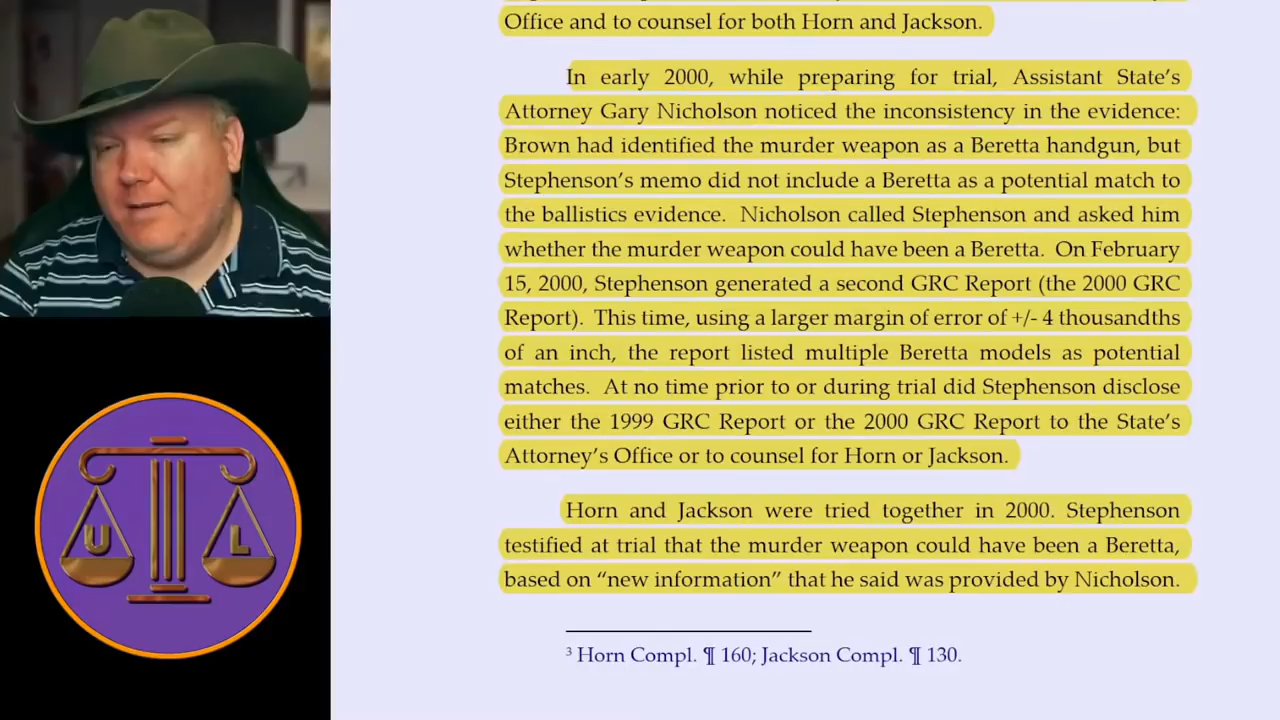 Office and to counsel for both Horn and Jackson.
In early 2000, while preparing for trial, Assistant State’s
Attorney Gary Nicholson noticed the inconsistency in the evidence:
Brown had identified the murder weapon as a Beretta handgun, but
Stephenson’s memo did not include a Beretta as a potential match to
the ballistics evidence. Nicholson called Stephenson and asked him
whether the murder weapon could have been a Beretta. On February
15, 2000, Stephenson generated a second GRC Report (the 2000 GRC
Report). This time, using a larger margin of error of +/- 4 thousandths
of an inch, the report listed multiple Beretta models as potential
matches. At no time prior to or during trial did Stephenson disclose
either the 1999 GRC Report or the 2000 GRC Report to the State’s
Attorney’s Office or to counsel for Horn or Jackson.
Horn and Jackson were tried together in 2000. Stephenson
testified at trial that the murder weapon could have been a Beretta,
based on “new information” that he said was provided by Nicholson.
3 Horn Compl. ¶ 160; Jackson Compl. ¶ 130.
U L